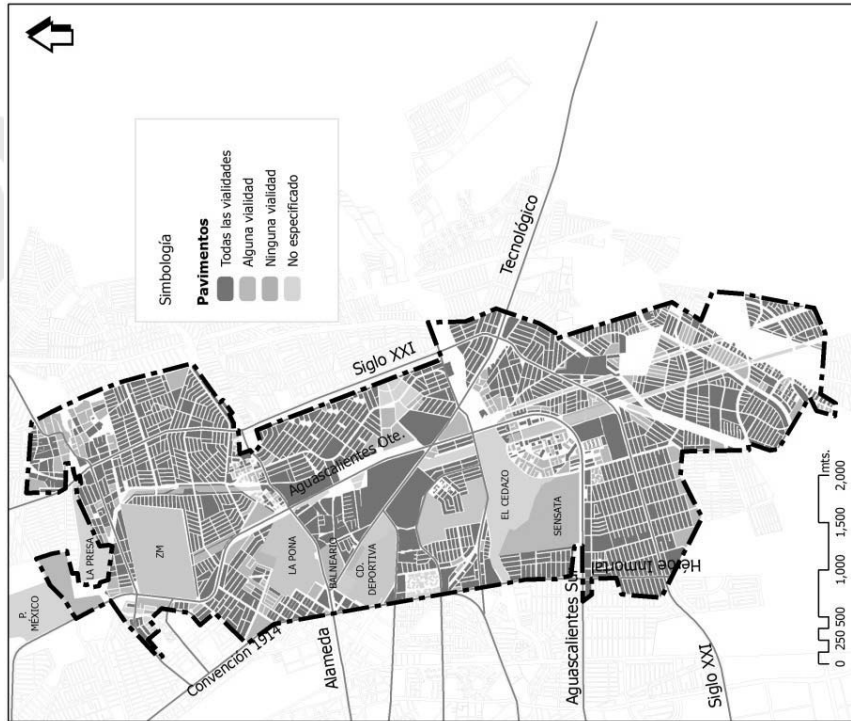 Simbología
Pavimentos
Todas las vialidades
Alguna vialidad
Ninguna vialidad
No especificado
P.
MÉXICO
LA PRESA
ZM
Convención 1914
LA PONA
Aguascalientes Ote.
Siglo XXI
Alameda
BALNEARIO
CD.
DEPORTIVA
Tecnológico
EL CEDAZO
SENSATA
Aguascalientes Sur
Héroe Inmortal
Siglo XXI
0 250 500 1,000 1,500 2,000
mts.